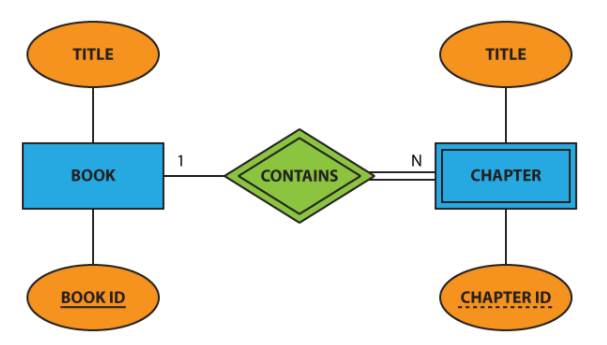 TITLE
TITLE
BOOK
1
CONTAINS
N
CHAPTER
BOOK ID
CHAPTER ID